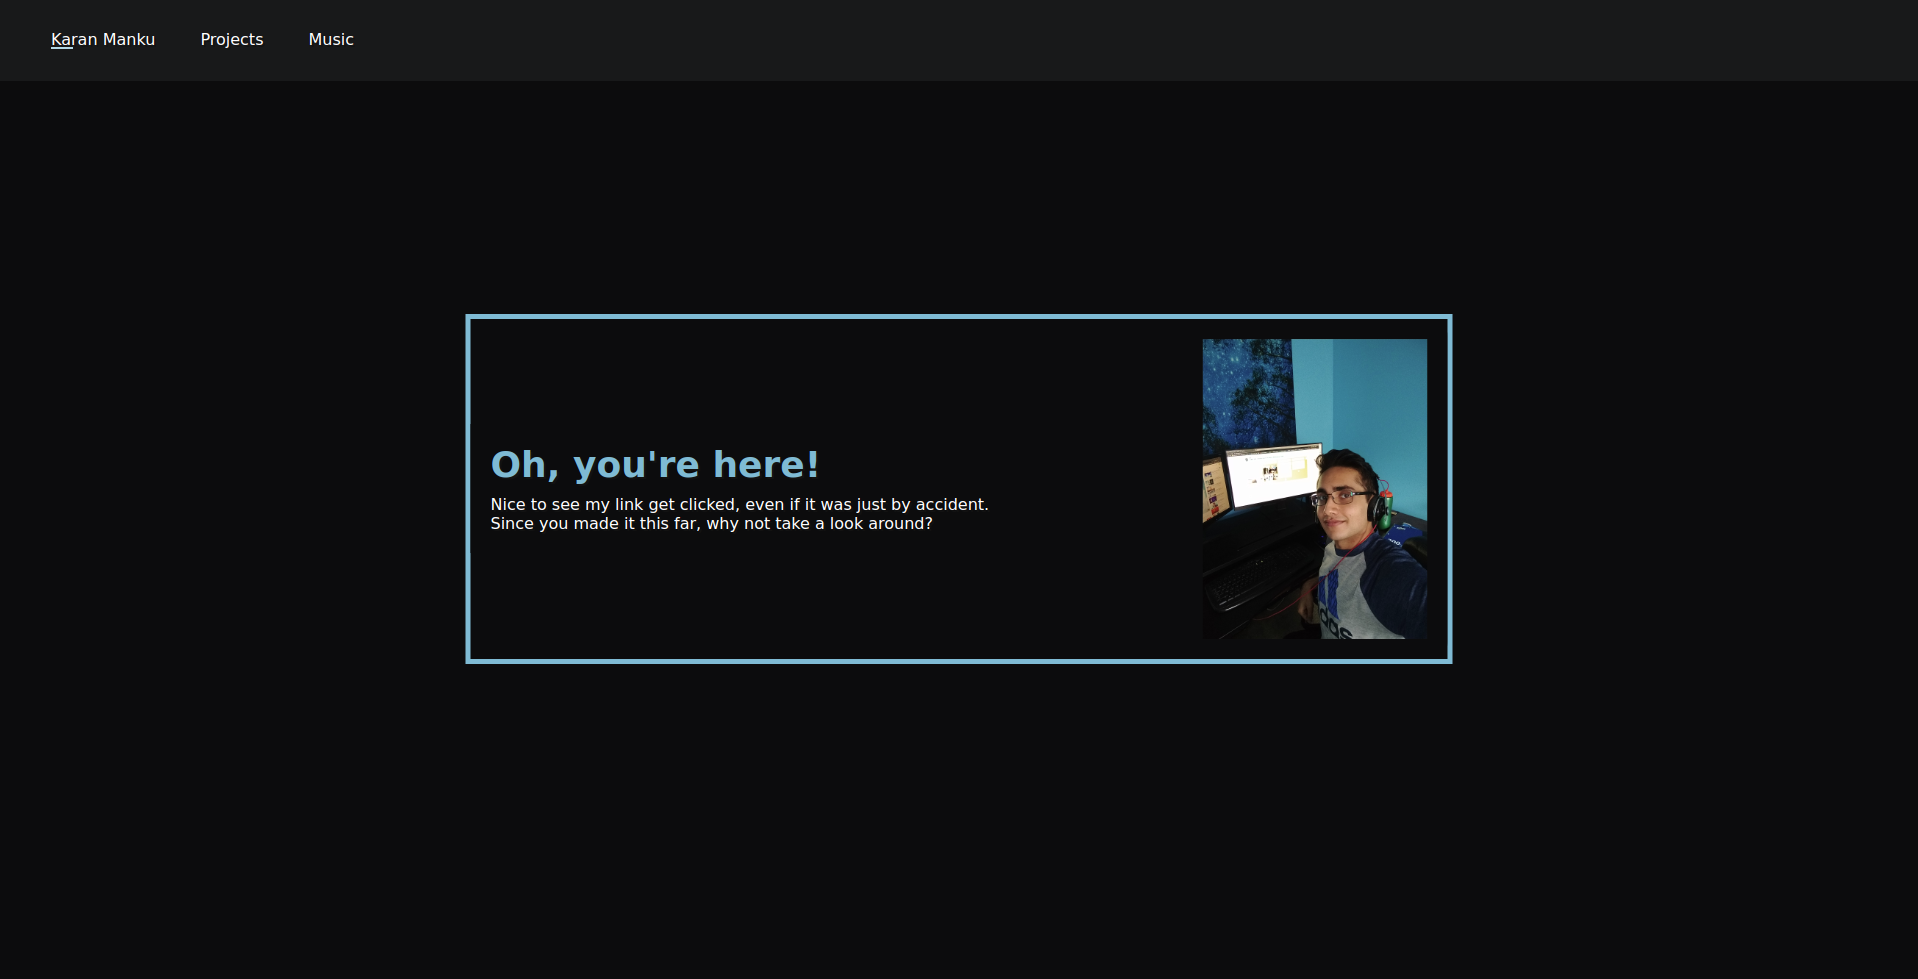 Karan Manku Projects Music
Oh, you're here!
Nice to see my link get clicked, even if it was just by accident.
Since you made it this far, why not take a look around?